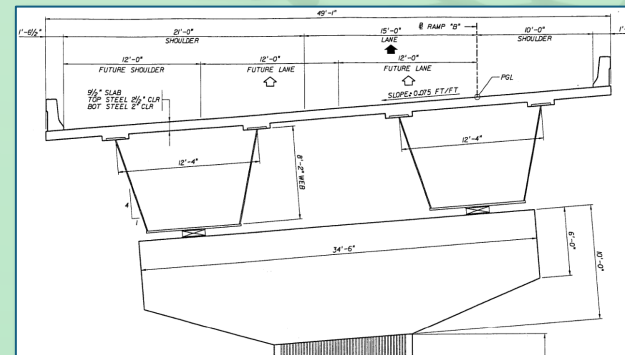 49'-1"
1'-6½" 21'-0" 15'-0" ⅊ RAMP "B" 10'-0" 1'-
SHOULDER LANE SHOULDER
12'-0" 12'-0" 12'-0"
FUTURE SHOULDER FUTURE LANE FUTURE LANE
PGL
9½" SLAB
TOP STEEL 2½" CLR
BOT STEEL 2" CLR
SLOPE= 0.075 FT/FT
12'-4" 12'-4"
8'-2" WEB
4
1
34'-6"
6'-0"
10'-0"